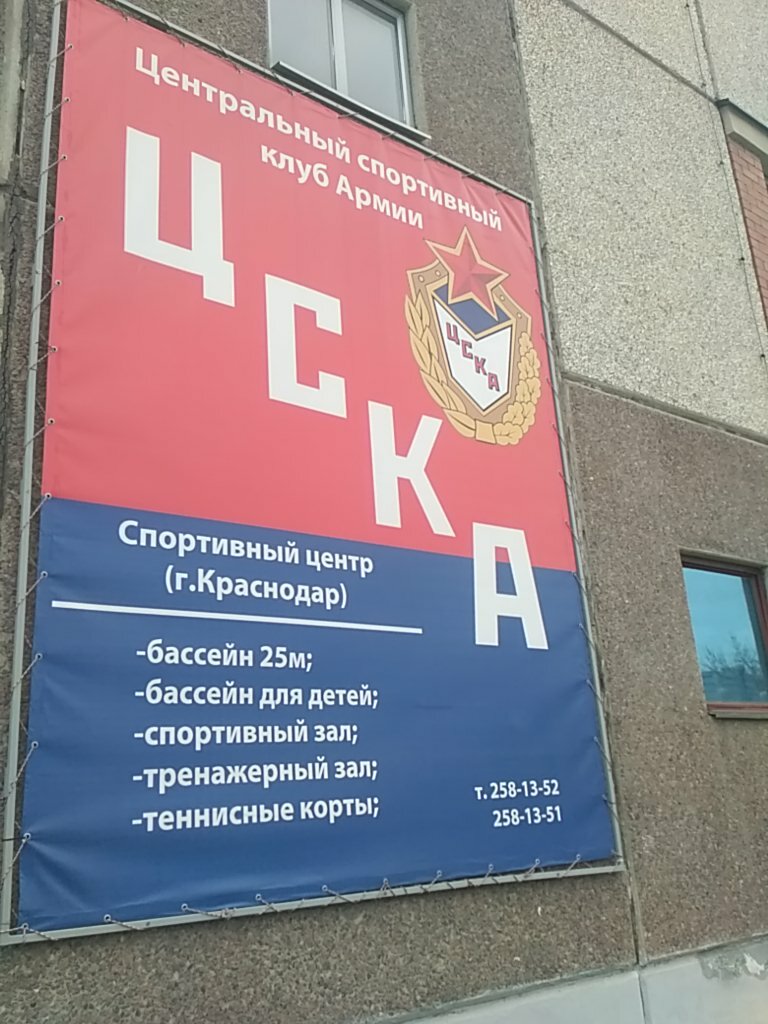 Центральный спортивный
клуб Армии
ЦСКА
ЦСКА
Спортивный центр
(г.Краснодар)
-бассейн 25м;
-бассейн для детей;
-спортивный зал;
-тренажерный зал;
-теннисные корты;
т. 258-13-52
258-13-51